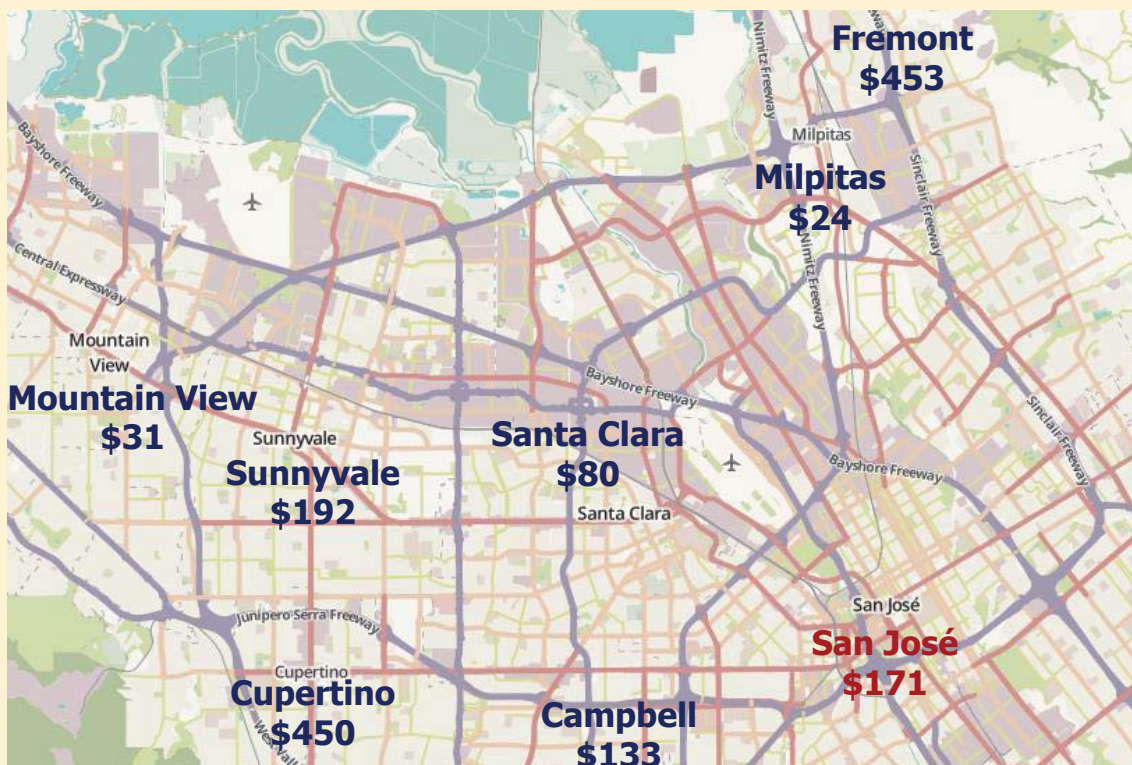 Fremont
$453
Nimitz Freeway
Milpitas
Bayshore Freeway
Sinclair Freeway
Milpitas
$24
Nimitz Freeway
Central Expressway
Mountain
View
Mountain View
$31
Bayshore Freeway
Sinclair Freeway
Sunnyvale
Santa Clara
$80
Sunnyvale
$192
Bayshore Freeway
Santa Clara
San José
Junipero Serra Freeway
San José
$171
Cupertino
Cupertino
$450
Campbell
$133